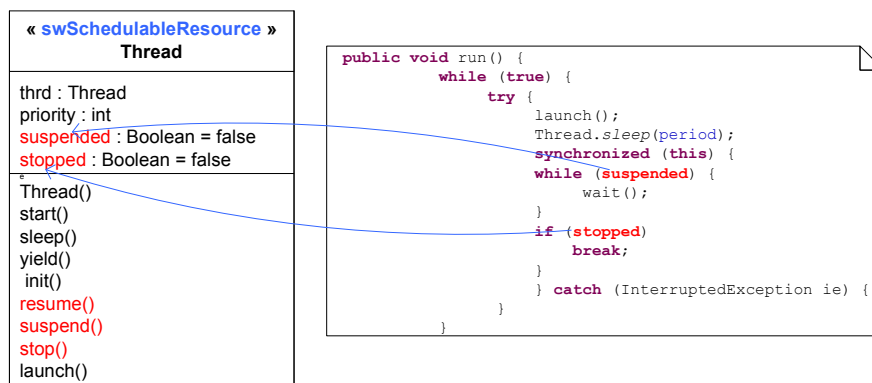 « swSchedulableResource »
Thread
thrd : Thread
priority : int
suspended : Boolean = false
stopped : Boolean = false
e
Thread()
start()
sleep()
yield()
init()
resume()
suspend()
stop()
launch()
public void run() {
while (true) {
try {
launch();
Thread.sleep(period);
synchronized (this) {
while (suspended) {
wait();
}
if (stopped)
break;
}
} catch (InterruptedException ie) {
}
}